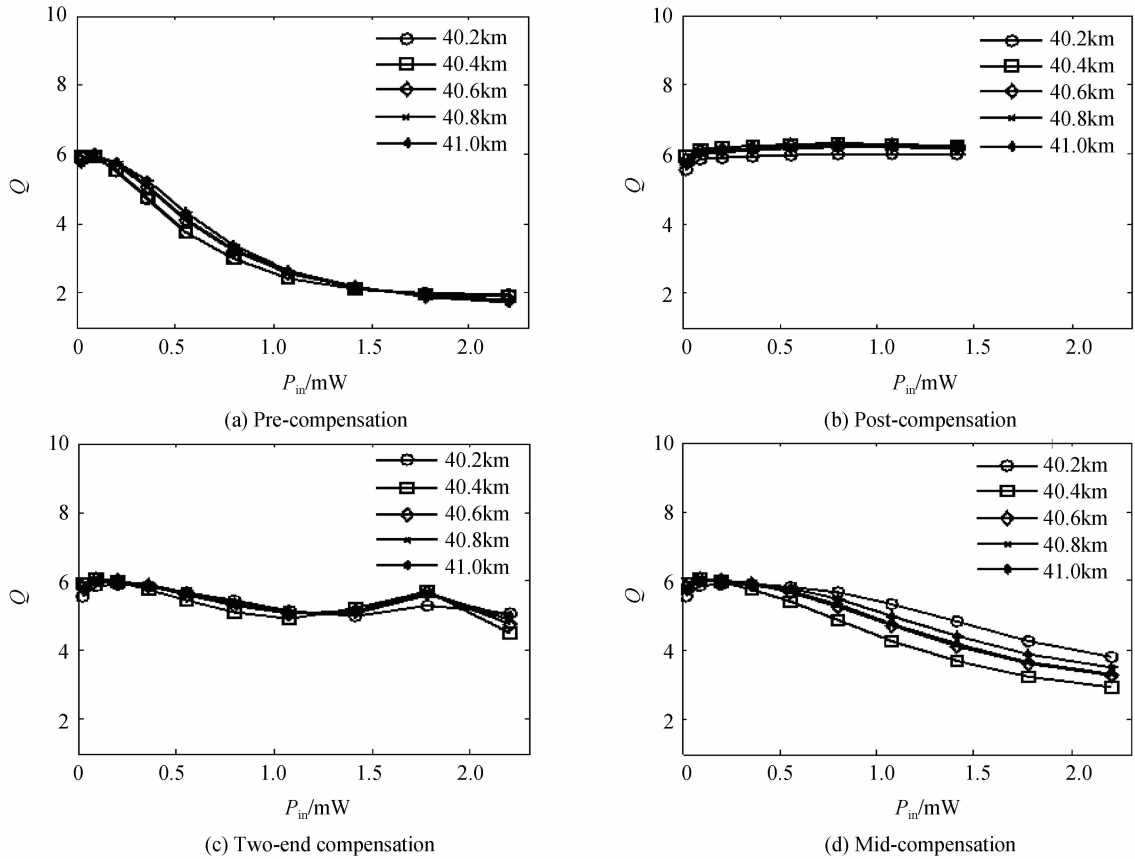 10
8
6
4
2
Q
0 0.5 1.0 1.5 2.0
P_in/mW
40.2km
40.4km
40.6km
40.8km
41.0km
(a) Pre-compensation
10
8
6
4
2
Q
0 0.5 1.0 1.5 2.0
P_in/mW
40.2km
40.4km
40.6km
40.8km
41.0km
(b) Post-compensation
10
8
6
4
2
Q
0 0.5 1.0 1.5 2.0
P_in/mW
40.2km
40.4km
40.6km
40.8km
41.0km
(c) Two-end compensation
10
8
6
4
2
Q
0 0.5 1.0 1.5 2.0
P_in/mW
40.2km
40.4km
40.6km
40.8km
41.0km
(d) Mid-compensation